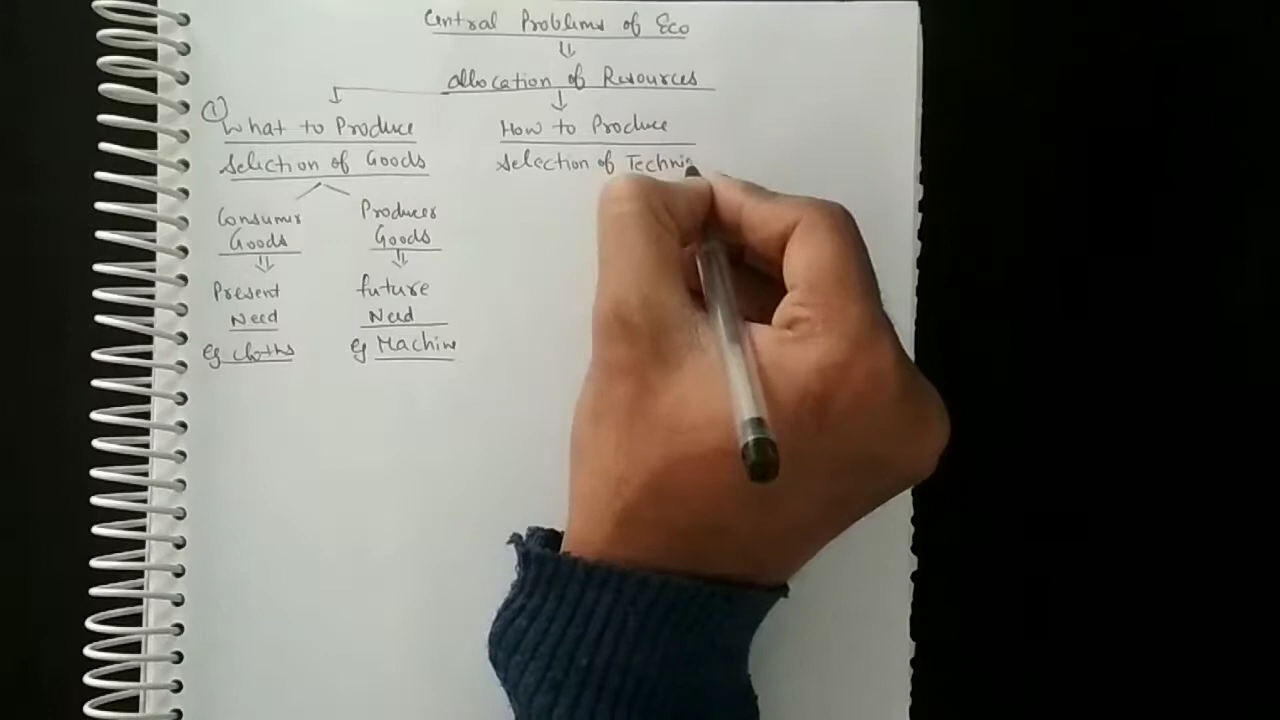 Central Problems of Eco
allocation of Resources
① What to Produce
Selection of Goods
Consumer Goods
Present Need
eg Cloths
Producer Goods
future Need
eg Machine
How to Produce
Selection of Techni